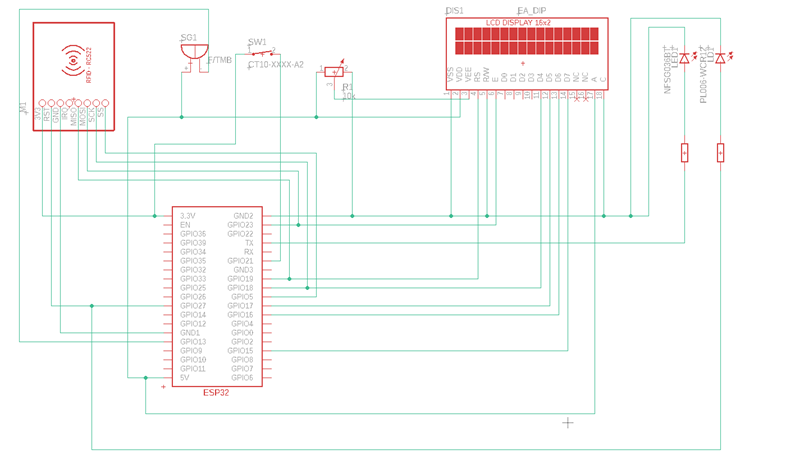 DIS1
EA_DIP
LCD DISPLAY 16x2
SG1
F/TMB
SW1
CT10-XXXX-A2
1
2
1
2
3
R1
10k
RFID - RC522
M1
3V3
RST
GND
IRQ
MISO
MOSI
SCK
SS
VSS
VDD
VEE
RS
R/W
E
D0
D1
D2
D3
D4
D5
D6
D7
NC
NC
A
C
1
2
3
4
5
6
7
8
9
10
11
12
13
14
15
16
17
18
LED1
3,3V
EN
GPIO36
GPIO39
GPIO34
GPIO35
GPIO32
GPIO33
GPIO25
GPIO26
GPIO27
GPIO14
GPIO12
GND1
GPIO13
GPIO9
GPIO10
GPIO11
5V
GND2
GPIO23
GPIO22
TX
RX
GPIO21
GND3
GPIO19
GPIO18
GPIO5
GPIO17
GPIO16
GPIO4
GPIO0
GPIO2
GPIO15
GPIO8
GPIO7
GPIO6
ESP32